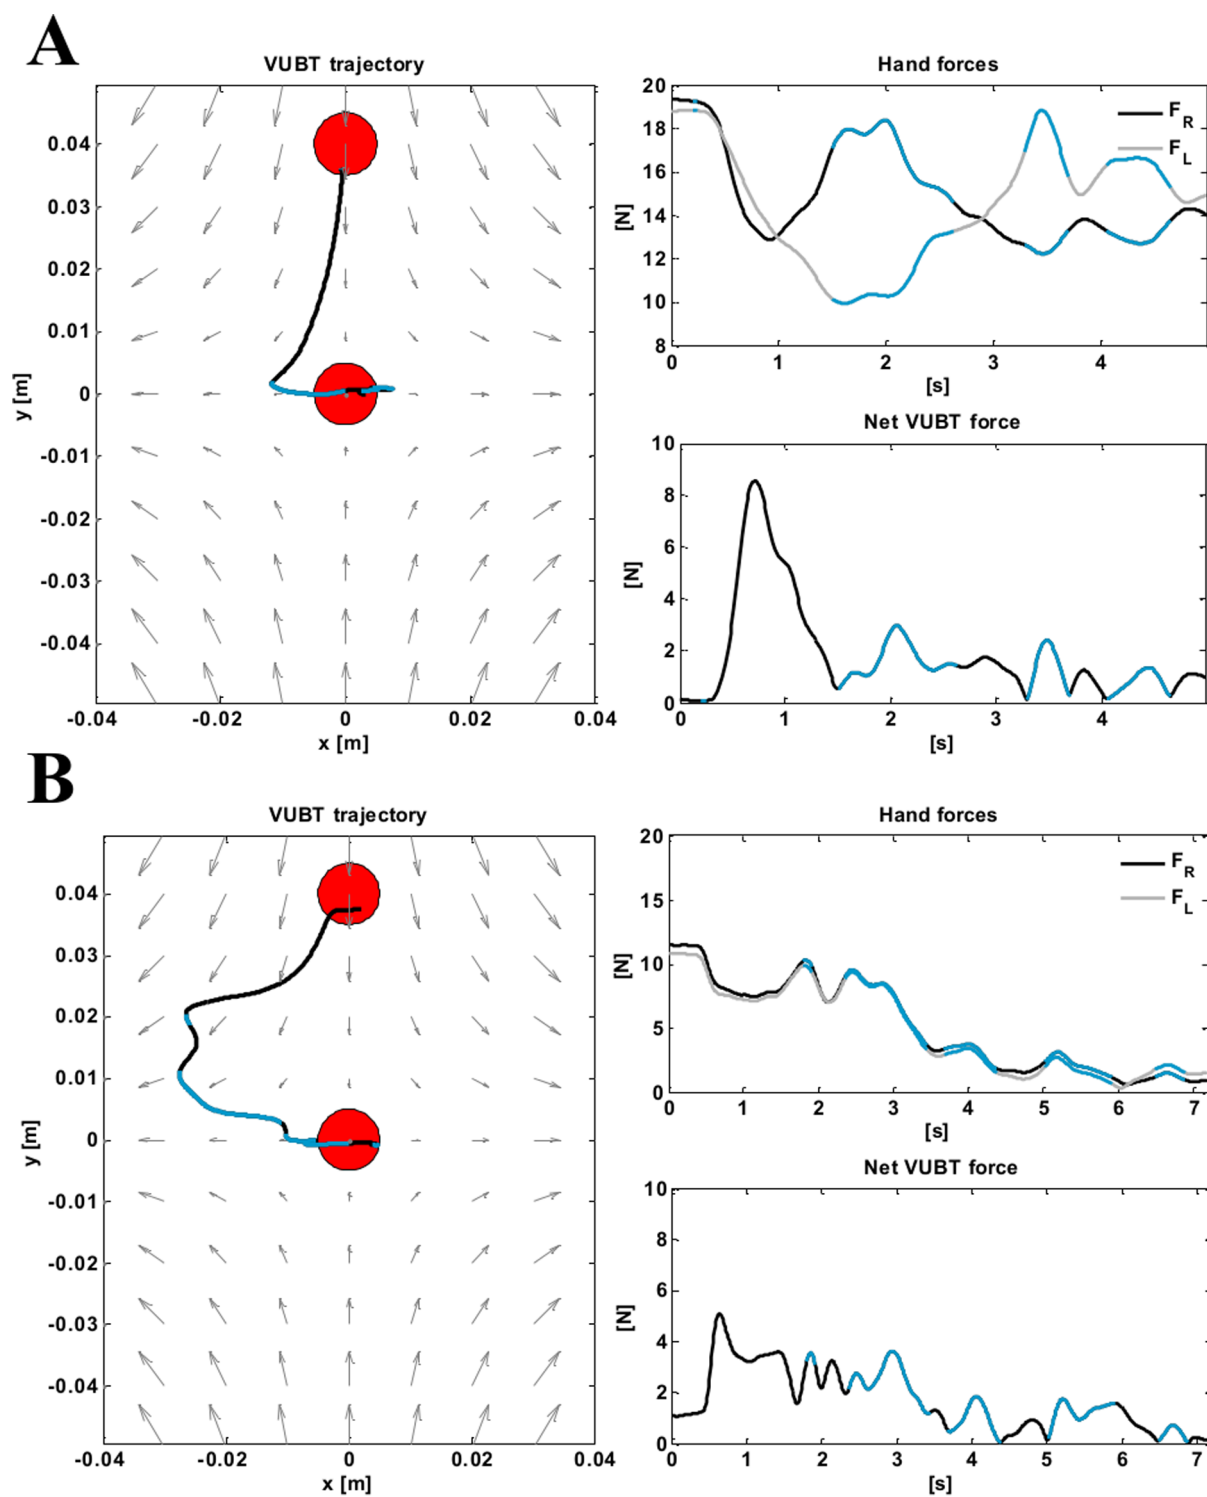 A
VUBT trajectory
0.04
0.03
0.02
0.01
0
-0.01
-0.02
-0.03
-0.04
y [m]
-0.04 -0.02 0 0.02 0.04
x [m]
Hand forces
20
18
16
14
12
10
8
[N]
F_R
F_L
0 1 2 3 4
[s]
Net VUBT force
10
8
6
4
2
0
[N]
0 1 2 3 4
[s]
B
VUBT trajectory
0.04
0.03
0.02
0.01
0
-0.01
-0.02
-0.03
-0.04
y [m]
-0.04 -0.02 0 0.02 0.04
x [m]
Hand forces
20
15
10
5
0
[N]
F_R
F_L
0 1 2 3 4 5 6 7
[s]
Net VUBT force
10
8
6
4
2
0
[N]
0 1 2 3 4 5 6 7
[s]